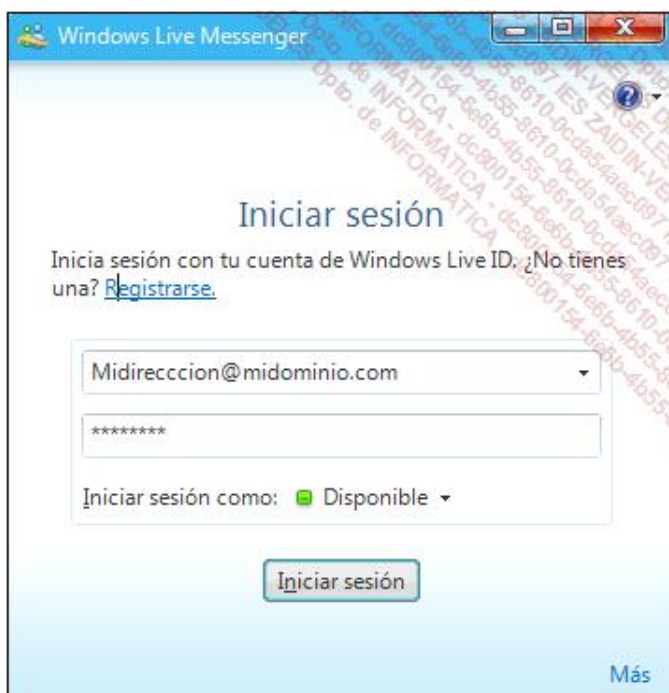 Windows Live Messenger
Iniciar sesión
Inicia sesión con tu cuenta de Windows Live ID. ¿No tienes
una? Registrarse.
Midirecccion@midominio.com
********
Iniciar sesión como: Disponible
Iniciar sesión
Más